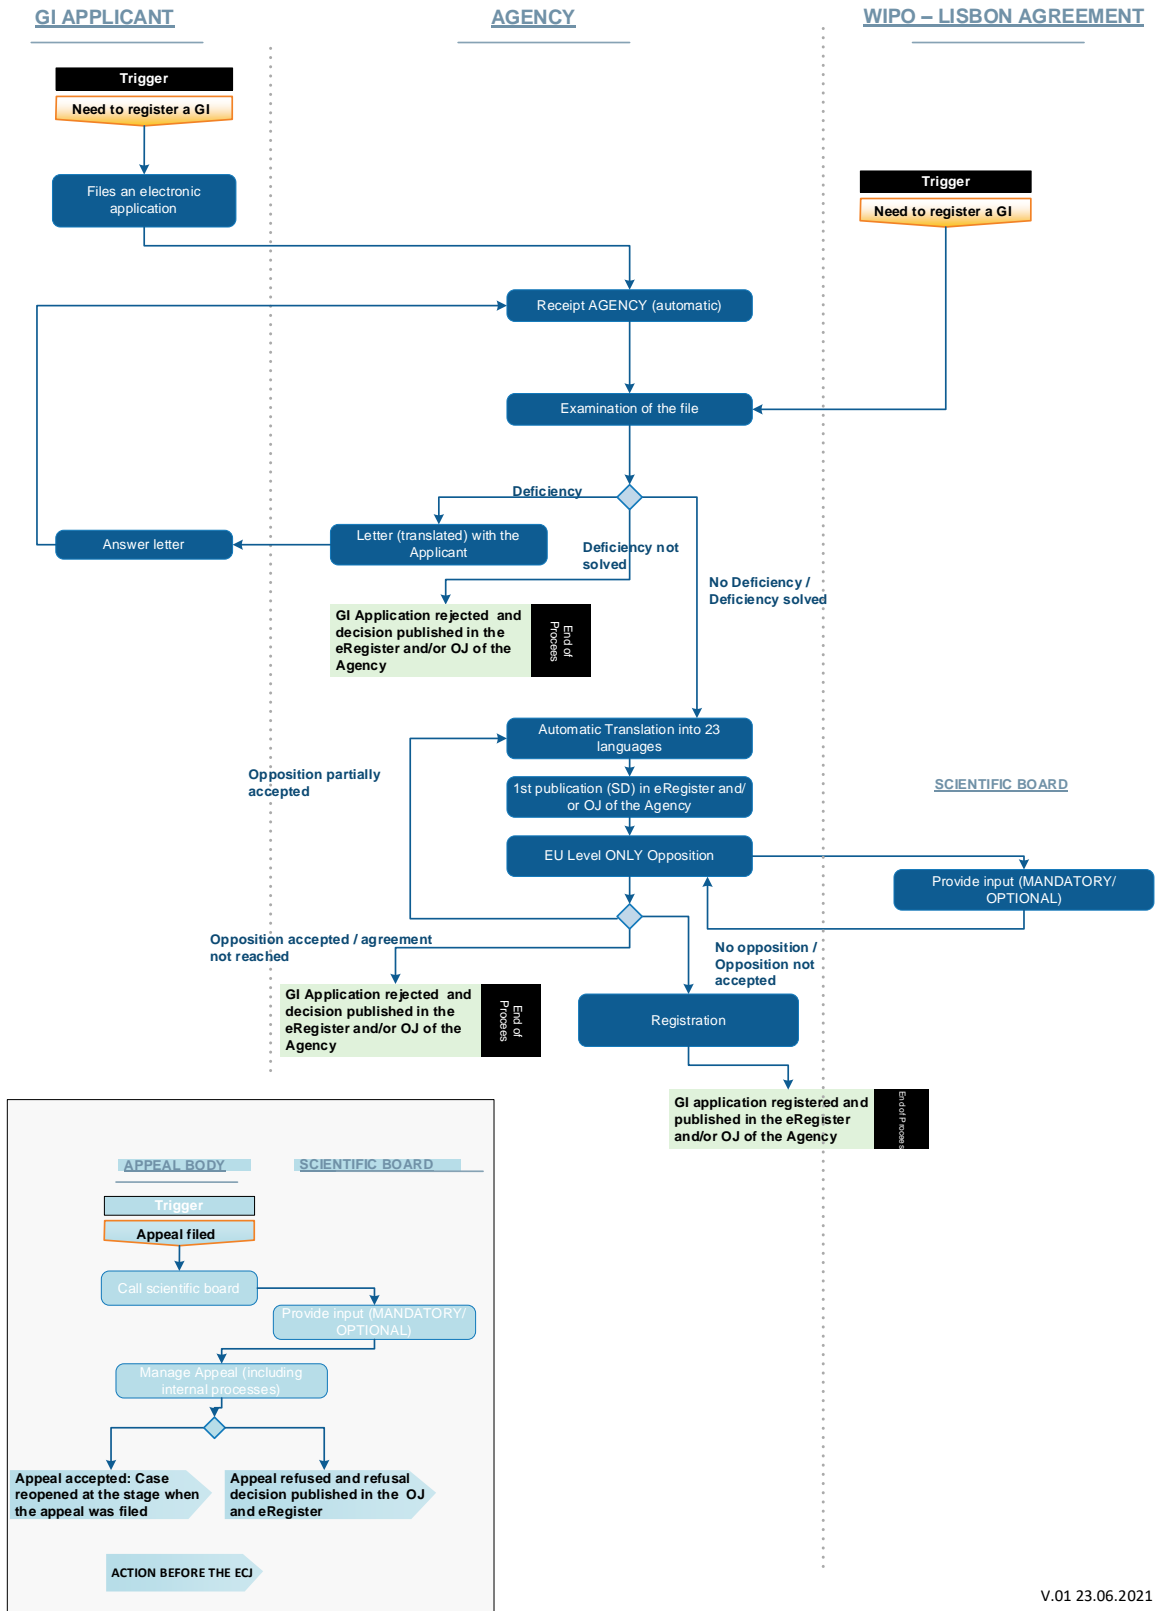 GI APPLICANT
AGENCY
WIPO – LISBON AGREEMENT
Trigger
Need to register a GI
Files an electronic
application
Trigger
Need to register a GI
Receipt AGENCY (automatic)
Examination of the file
Deficiency
Answer letter
Letter (translated) with the
Applicant
Deficiency not
solved
No Deficiency /
Deficiency solved
GI Application rejected and
decision published in the
eRegister and/or OJ of the
Agency
End of
Procees
Automatic Translation into 23
languages
Opposition partially
accepted
1st publication (SD) in eRegister and/
or OJ of the Agency
SCIENTIFIC BOARD
EU Level ONLY Opposition
Provide input (MANDATORY/
OPTIONAL)
Opposition accepted / agreement
not reached
No opposition /
Opposition not
accepted
GI Application rejected and
decision published in the
eRegister and/or OJ of the
Agency
End of
Procees
Registration
GI application registered and
published in the eRegister
and/or OJ of the Agency
End of Procees
APPEAL BODY
SCIENTIFIC BOARD
Trigger
Appeal filed
Call scientific board
Provide input (MANDATORY/
OPTIONAL)
Manage Appeal (including
internal processes)
Appeal accepted: Case
reopened at the stage when
the appeal was filed
Appeal refused and refusal
decision published in the OJ
and eRegister
ACTION BEFORE THE ECJ
V.01 23.06.2021